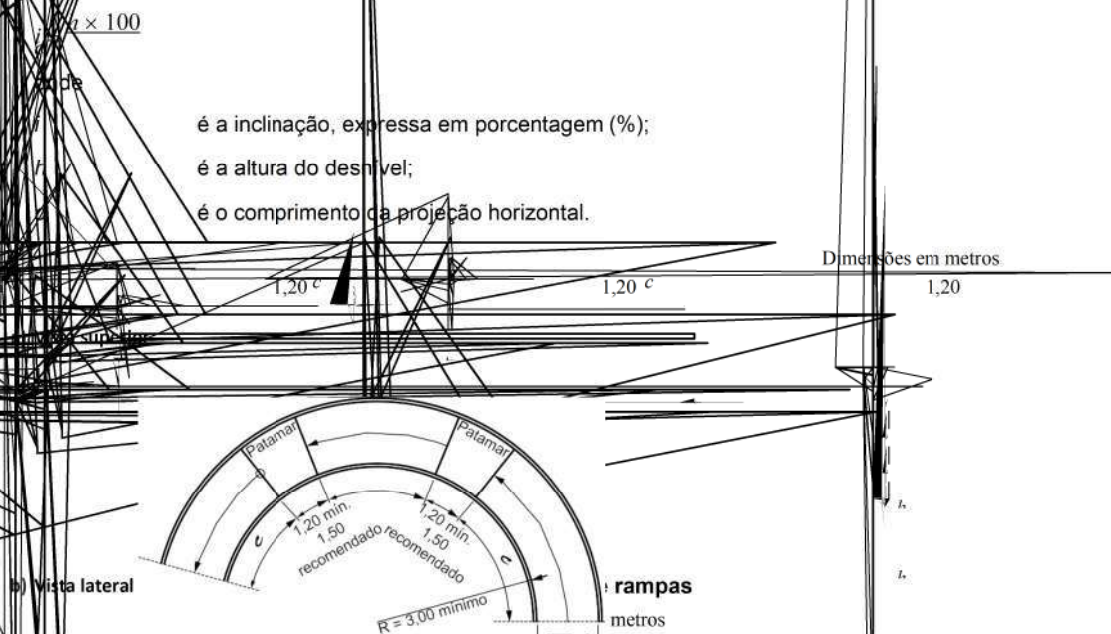 × 100
é a inclinação, expressa em porcentagem (%);
é a altura do desnível;
é o comprimento da projeção horizontal.
Dimensões em metros
1,20 c 1,20 c 1,20
Patamar Patamar
1,20 mín. 1,20 mín.
1,50 1,50
recomendado recomendado
c
b) Vista lateral
rampas
R = 3,00 mínimo
metros